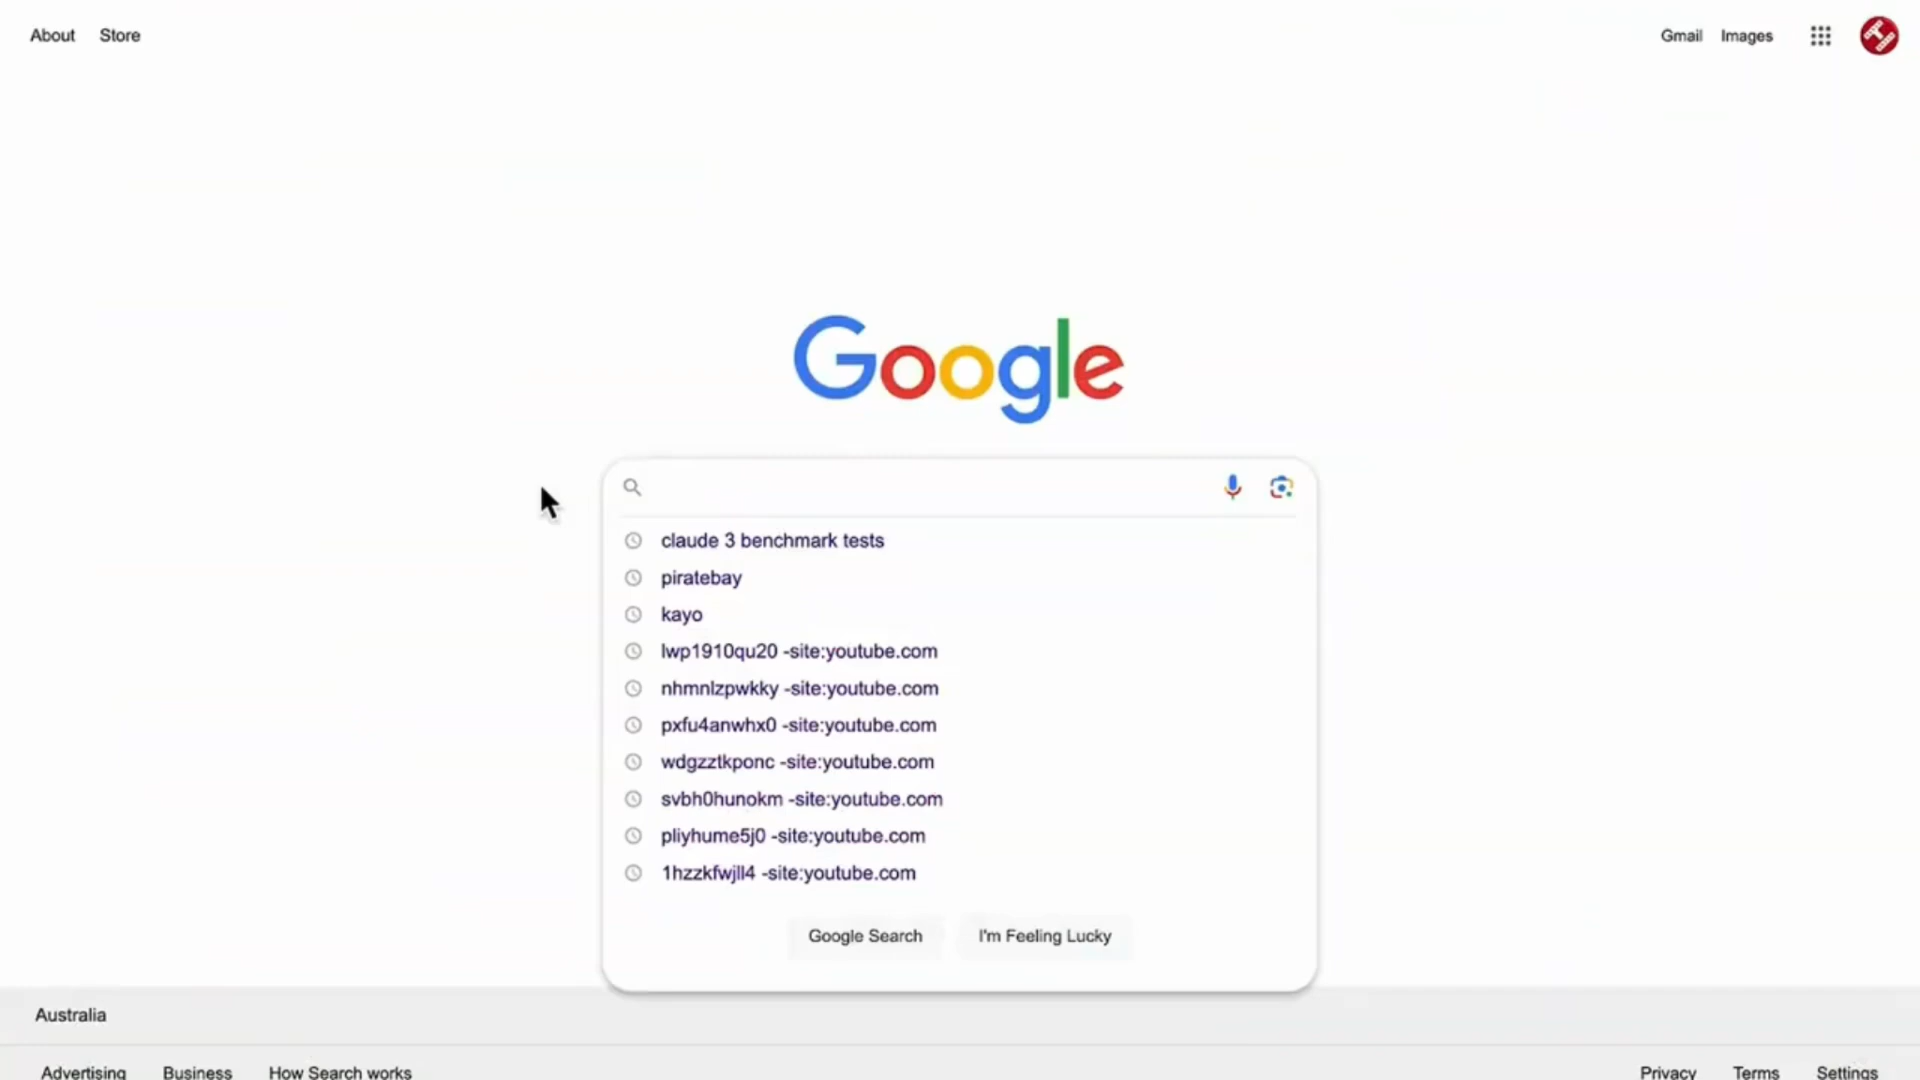 About Store
Gmail Images
Google
claude 3 benchmark tests
piratebay
kayo
lwp1910qu20 -site:youtube.com
nhmnlzpwkky -site:youtube.com
pxfu4anwhx0 -site:youtube.com
wdgzztkponc -site:youtube.com
svbh0hunokm -site:youtube.com
pliyhume5j0 -site:youtube.com
1hzzkfwjll4 -site:youtube.com
Google Search I'm Feeling Lucky
Australia
Advertising Business How Search works Privacy Terms Settings